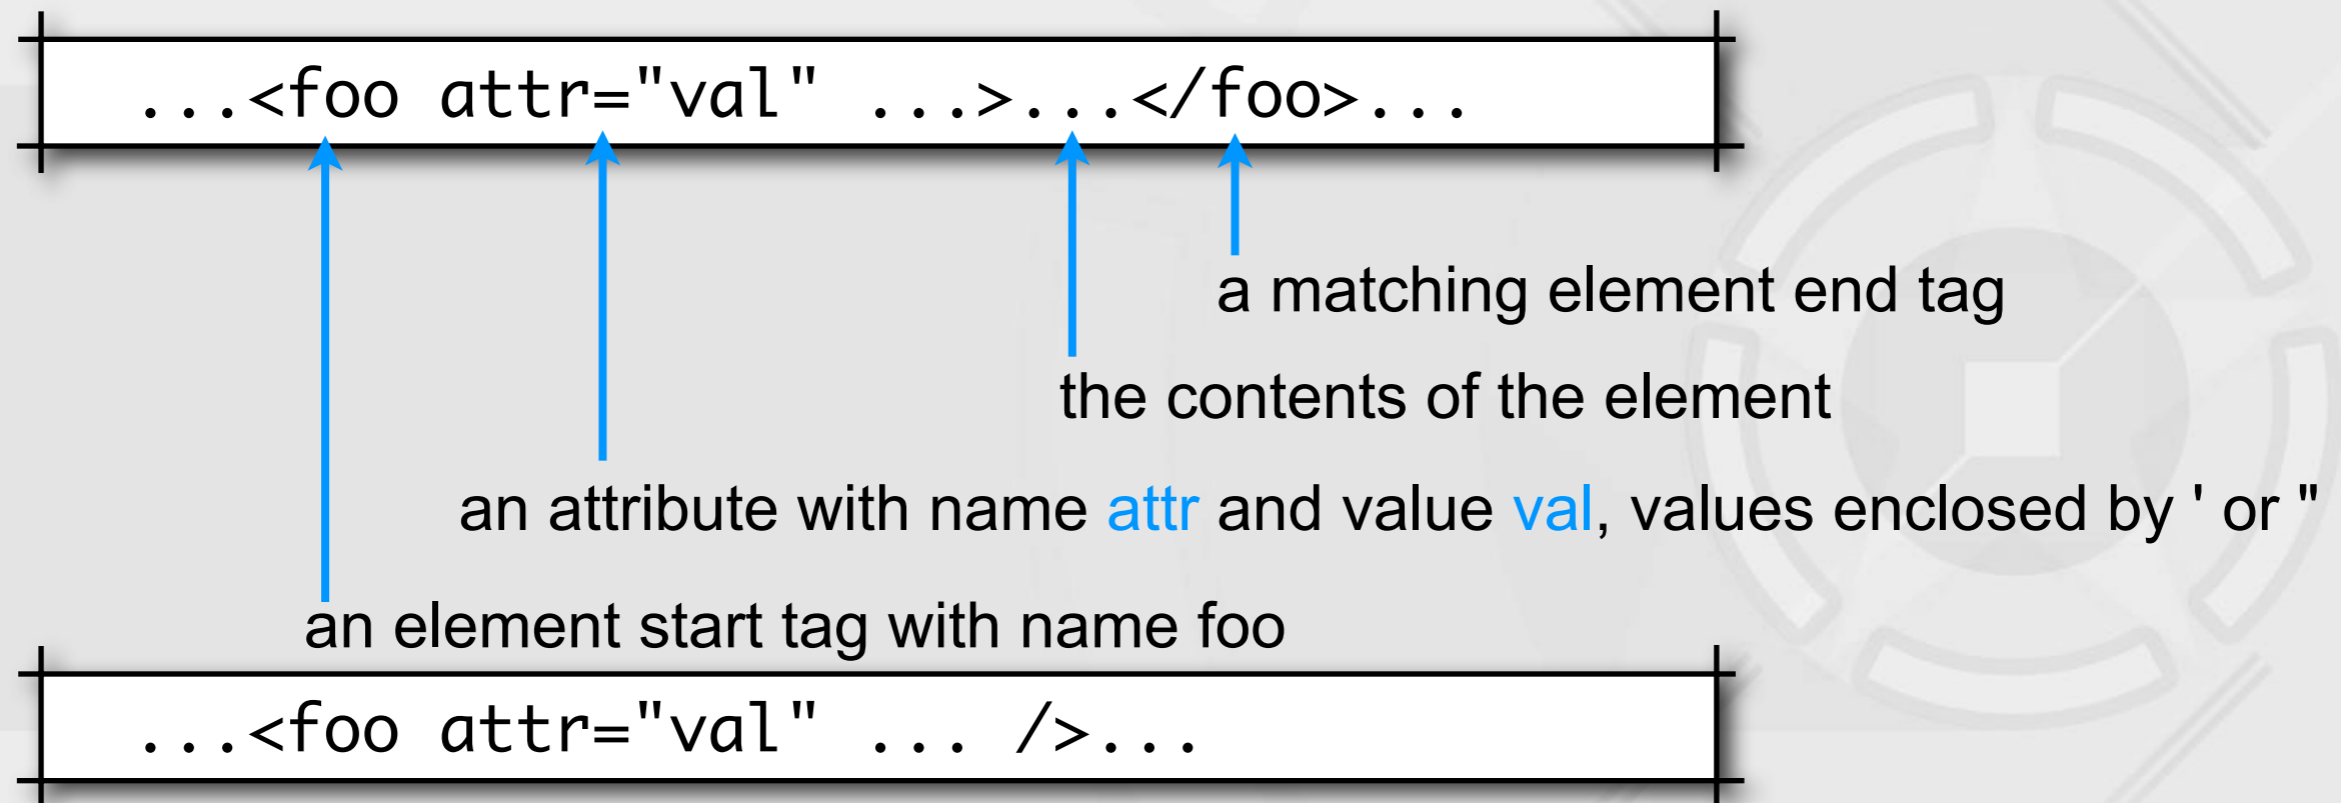 ...<foo attr="val" ...>...</foo>...
a matching element end tag
the contents of the element
an attribute with name attr and value val, values enclosed by ' or "
an element start tag with name foo
...<foo attr="val" ... />...